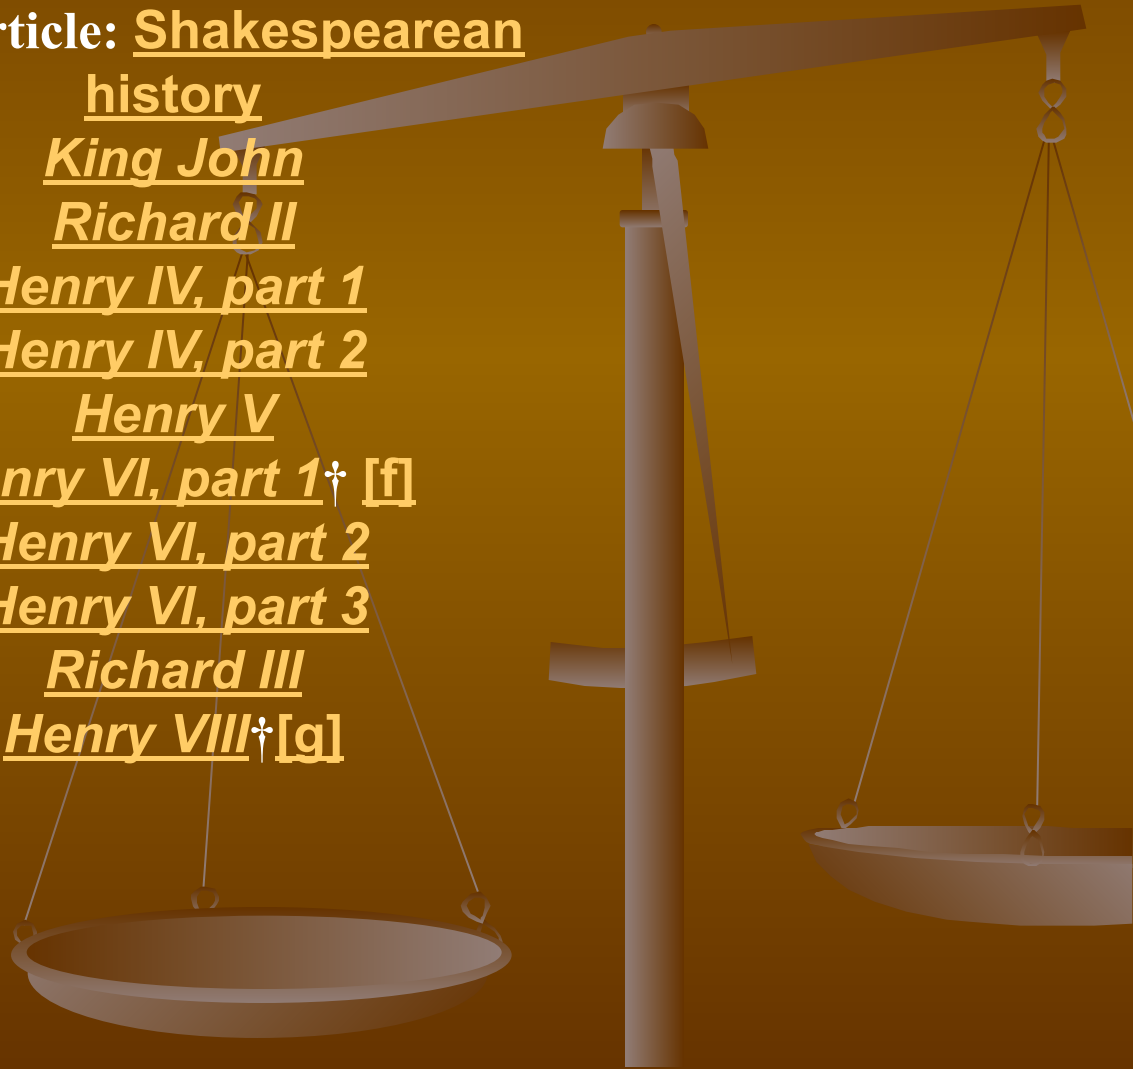 rticle: Shakespearean
history
King John
Richard II
Henry IV, part 1
Henry IV, part 2
Henry V
nry VI, part 1† [f]
Henry VI, part 2
Henry VI, part 3
Richard III
Henry VIII†[g]